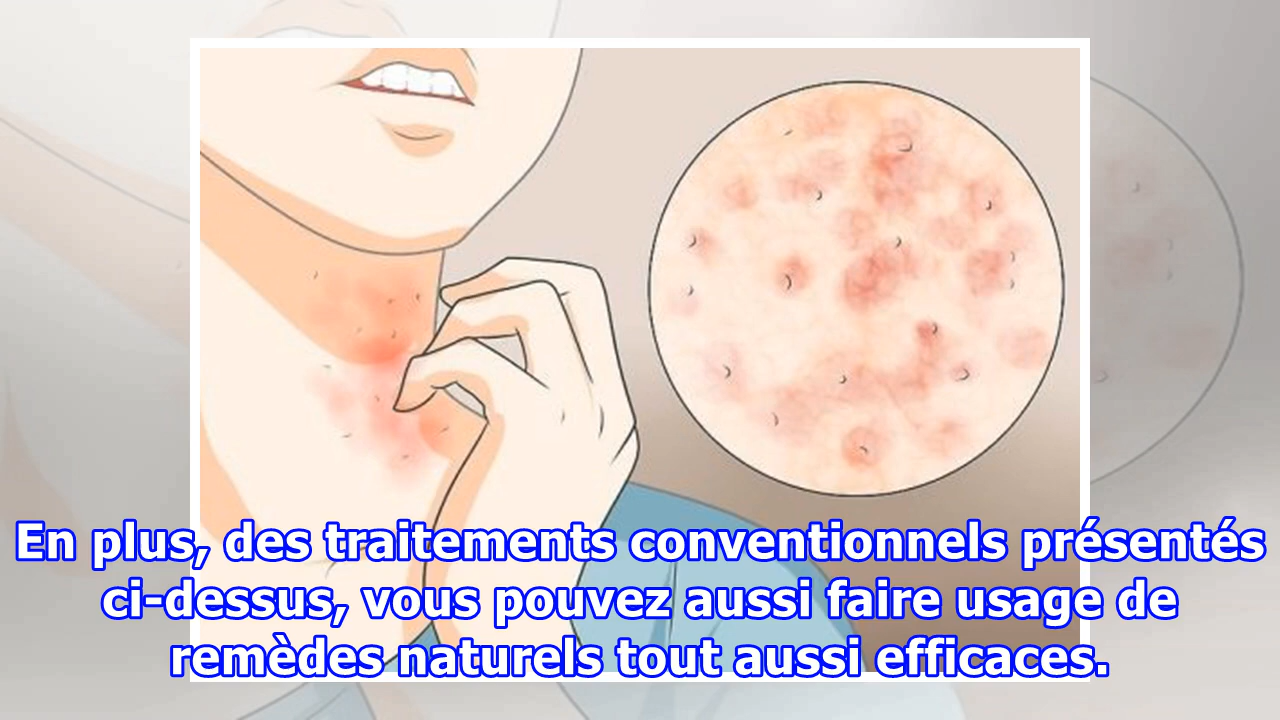 En plus, des traitements conventionnels présentés
ci-dessus, vous pouvez aussi faire usage de
remèdes naturels tout aussi efficaces.